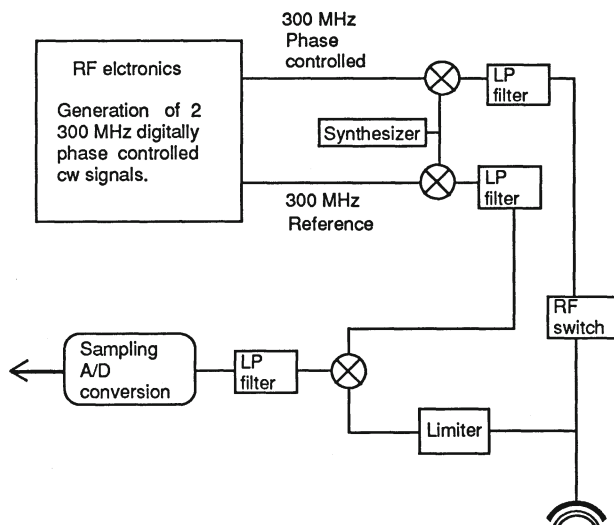 300 MHz
Phase
controlled
RF elctronics
Generation of 2
300 MHz digitally
phase controlled
cw signals.
LP
filter
Synthesizer
LP
filter
300 MHz
Reference
RF
switch
Sampling
A/D
conversion
LP
filter
Limiter